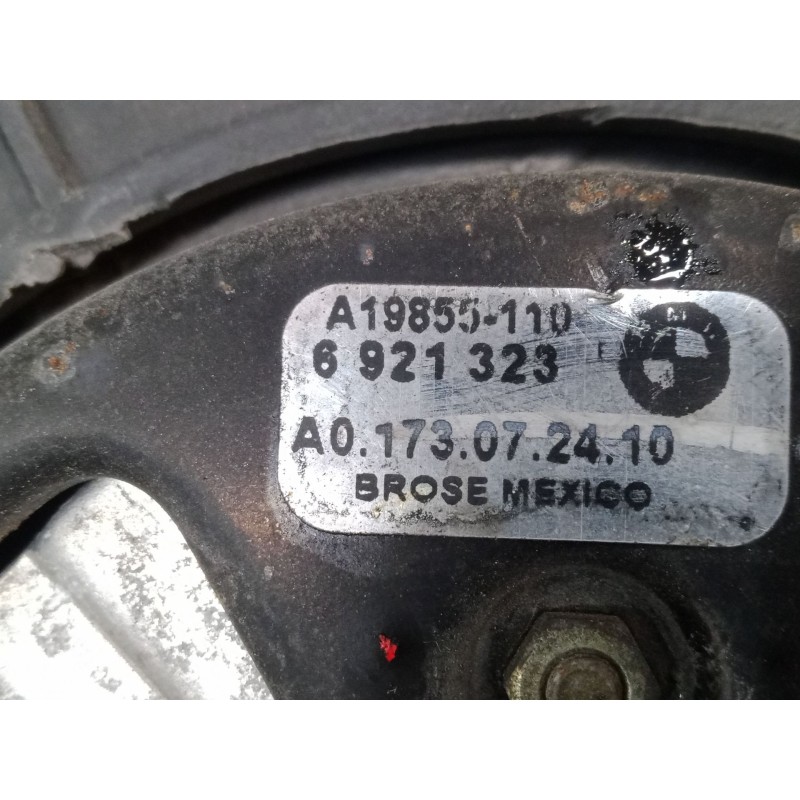 A19855-110
6 921 323
A0.173.07.24.10
BROSE MEXICO